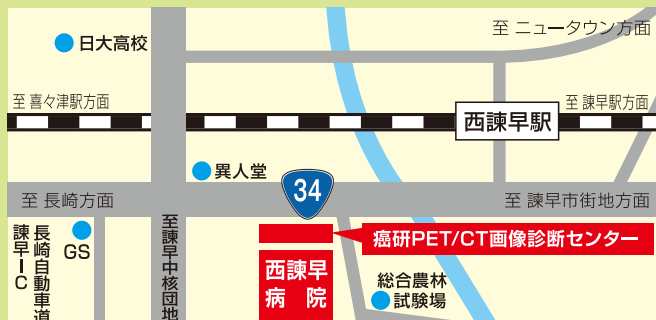 至 ニュータウン方面
日大高校
至 喜々津駅方面
至 諫早駅方面
西諫早駅
異人堂
34
至 長崎方面
至 諫早市街地方面
GS
長崎自動車道
諫早IC
至諫早中核団地
癌研PET/CT画像診断センター
西諫早
病 院
総合農林
試験場